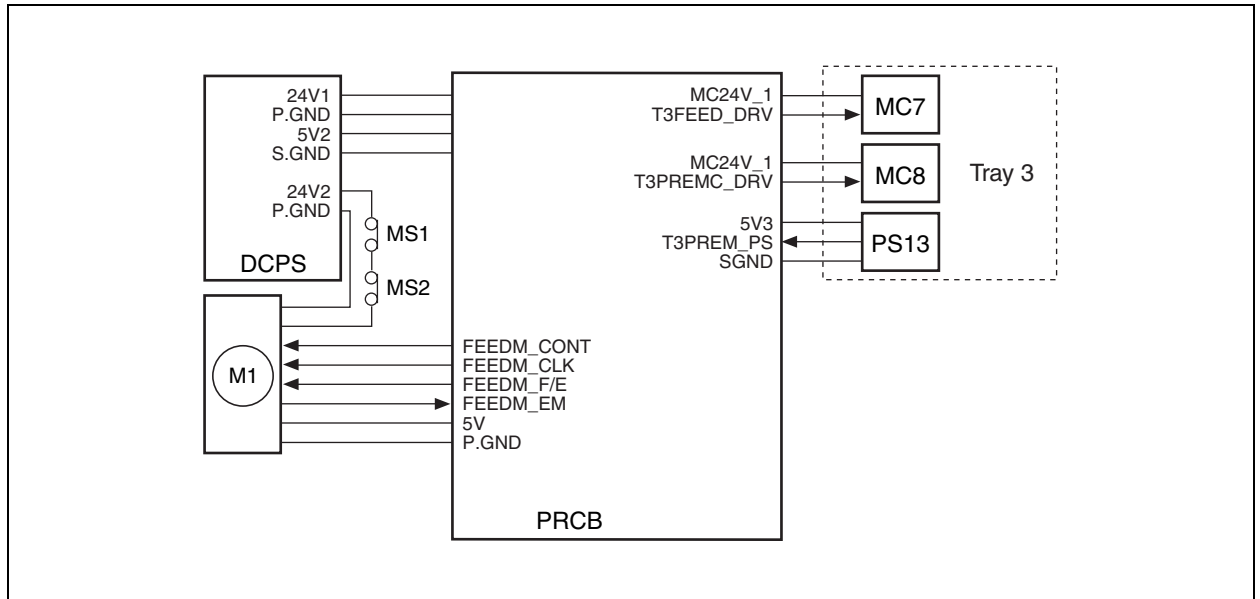 24V1
P.GND
5V2
S.GND
24V2
P.GND
DCPS
MS1
MS2
M1
FEEDM_CONT
FEEDM_CLK
FEEDM_F/E
FEEDM_EM
5V
P.GND
PRCB
MC24V_1
T3FEED_DRV
MC24V_1
T3PREMC_DRV
5V3
T3PREM_PS
SGND
MC7
MC8
PS13
Tray 3